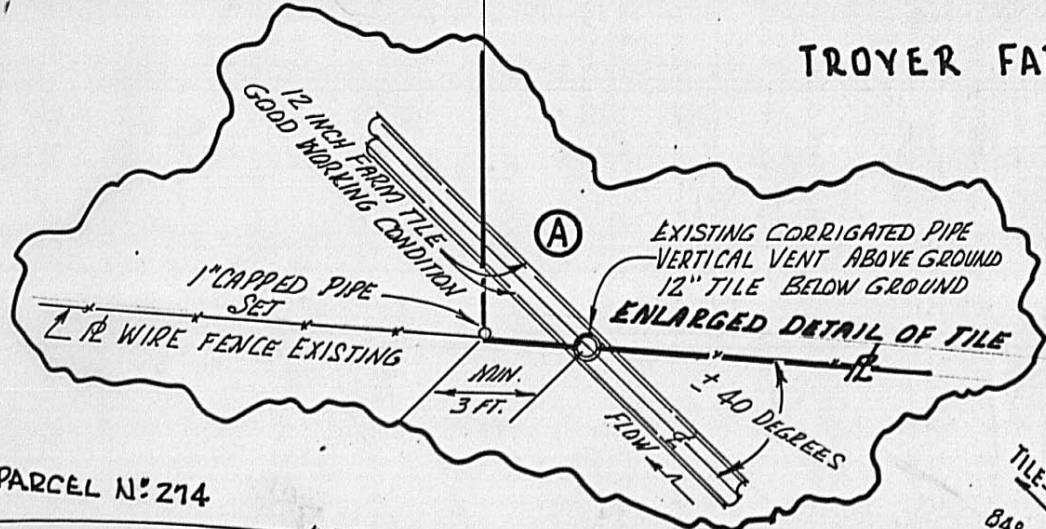 TROYER FA
12 INCH FARM TILE
GOOD WORKING CONDITION
A
EXISTING CORRIGATED PIPE
VERTICAL VENT ABOVE GROUND
12" TILE BELOW GROUND
ENLARGED DETAIL OF TILE
1" CAPPED PIPE
SET
℄ WIRE FENCE EXISTING
MIN.
3 FT.
± 40 DEGREES
FLOW
PARCEL Nº 274
TILE